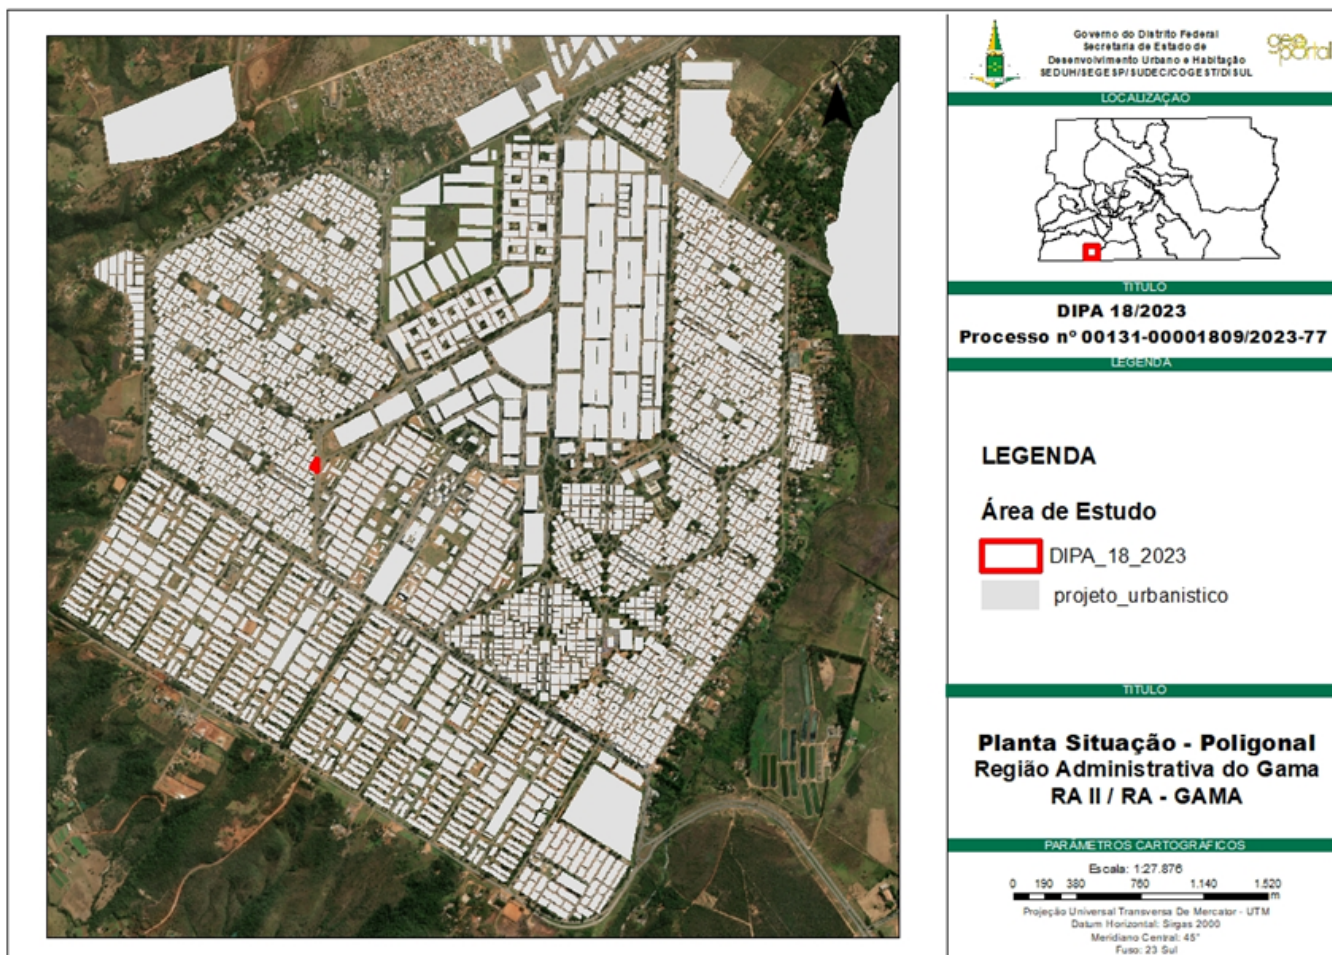 Governo do Distrito Federal
Secretaria de Estado de
Desenvolvimento Urbano e Habitação
SEDUH/SEGESP/SUDEC/COGEST/DISUL
geo
portal
LOCALIZAÇÃO
TITULO
DIPA 18/2023
Processo nº 00131-00001809/2023-77
LEGENDA
LEGENDA
Área de Estudo
DIPA_18_2023
projeto_urbanistico
TITULO
Planta Situação - Poligonal
Região Administrativa do Gama
RA II / RA - GAMA
PARÂMETROS CARTOGRÁFICOS
Escala: 1:27.876
0 190 380 760 1.140 1.520
m
Projeção Universal Transversa De Mercator - UTM
Datum Horizontal: Sirgas 2000
Meridiano Central: 45°
Fuso: 23 Sul